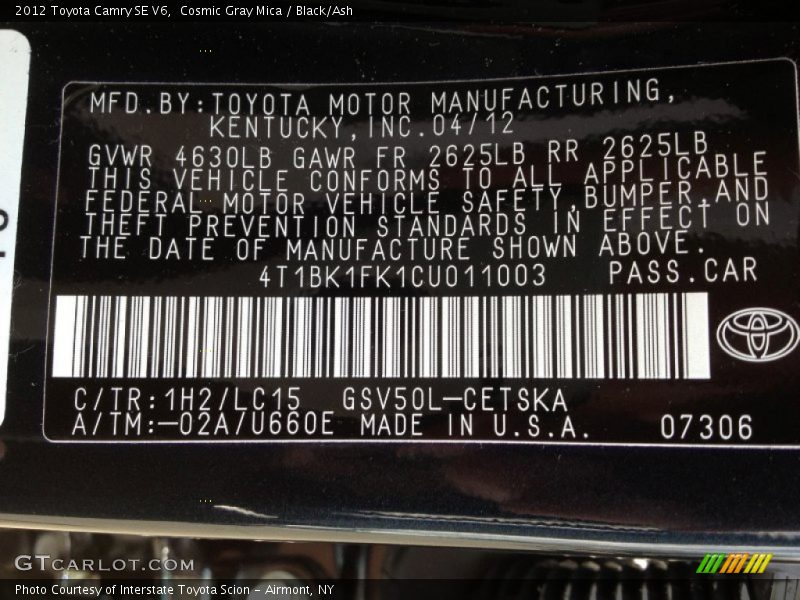 2012 Toyota Camry SE V6,  Cosmic Gray Mica / Black/Ash
MFD.BY:TOYOTA MOTOR MANUFACTURING,
KENTUCKY,INC.04/12
GVWR 4630LB GAWR FR 2625LB RR 2625LB
THIS VEHICLE CONFORMS TO ALL APPLICABLE
FEDERAL MOTOR VEHICLE SAFETY,BUMPER,AND
THEFT PREVENTION STANDARDS IN EFFECT ON
THE DATE OF MANUFACTURE SHOWN ABOVE.
4T1BK1FK1CU011003 PASS.CAR
C/TR:1H2/LC15 GSV50L-CETSKA
A/TM:-02A/U660E MADE IN U.S.A. 07306
GTCARLOT.COM
Photo Courtesy of Interstate Toyota Scion - Airmont, NY